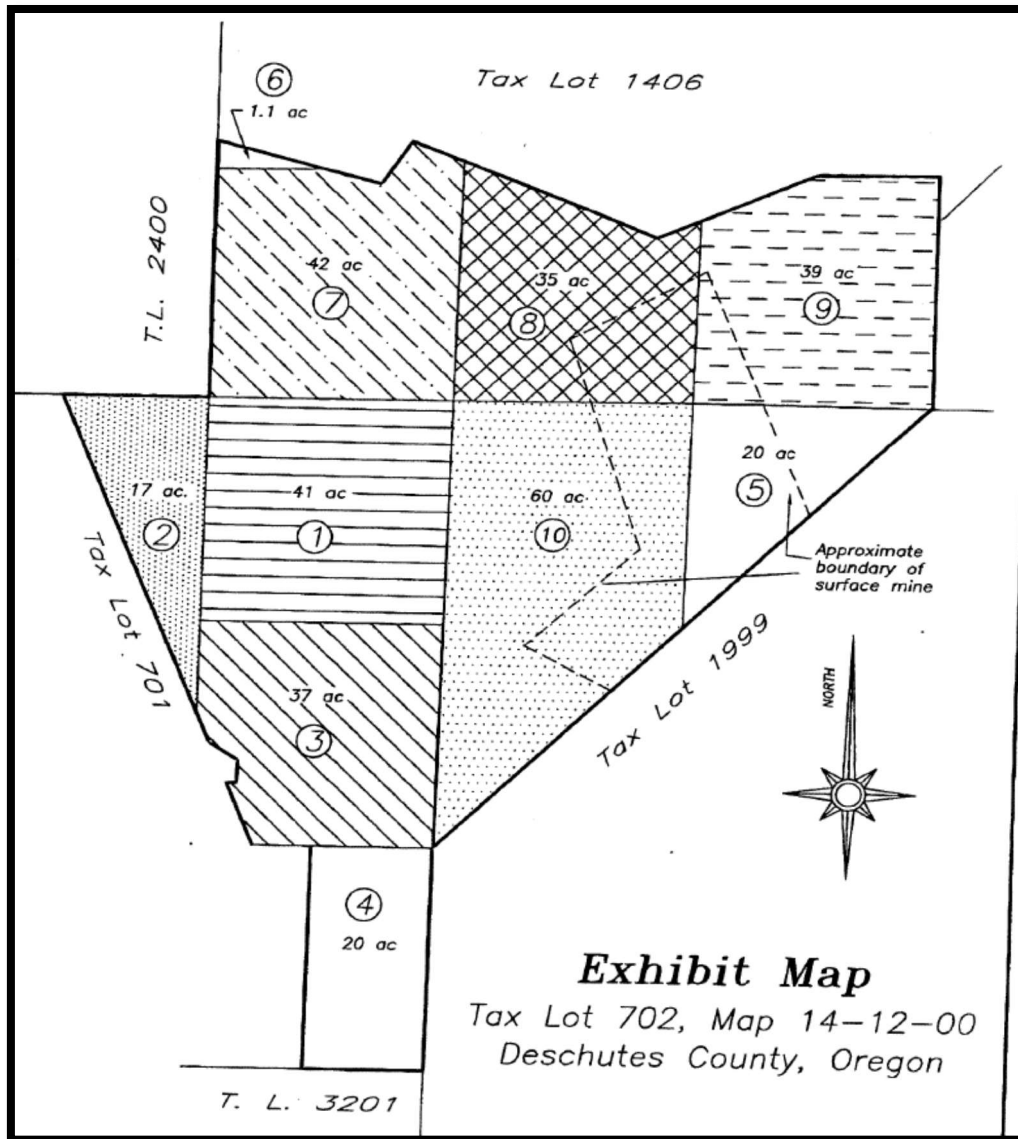 6
1.1 ac
Tax Lot 1406
T.L. 2400
42 ac
7
35 ac
8
39 ac
9
17 ac.
2
41 ac
1
60 ac
10
20 ac
5
Approximate
boundary of
surface mine
Tax Lot 701
37 ac
3
Tax Lot 1999
NORTH
4
20 ac
Exhibit Map
Tax Lot 702, Map 14-12-00
Deschutes County, Oregon
T. L. 3201